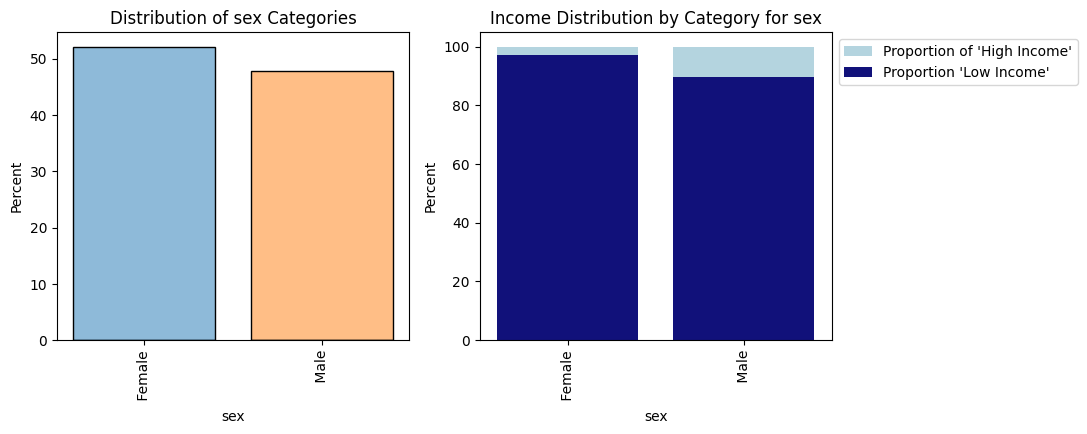 Distribution of sex Categories
Percent
50
40
30
20
10
0
Female
Male
sex
Income Distribution by Category for sex
Percent
100
80
60
40
20
0
Female
Male
sex
Proportion of 'High Income'
Proportion 'Low Income'